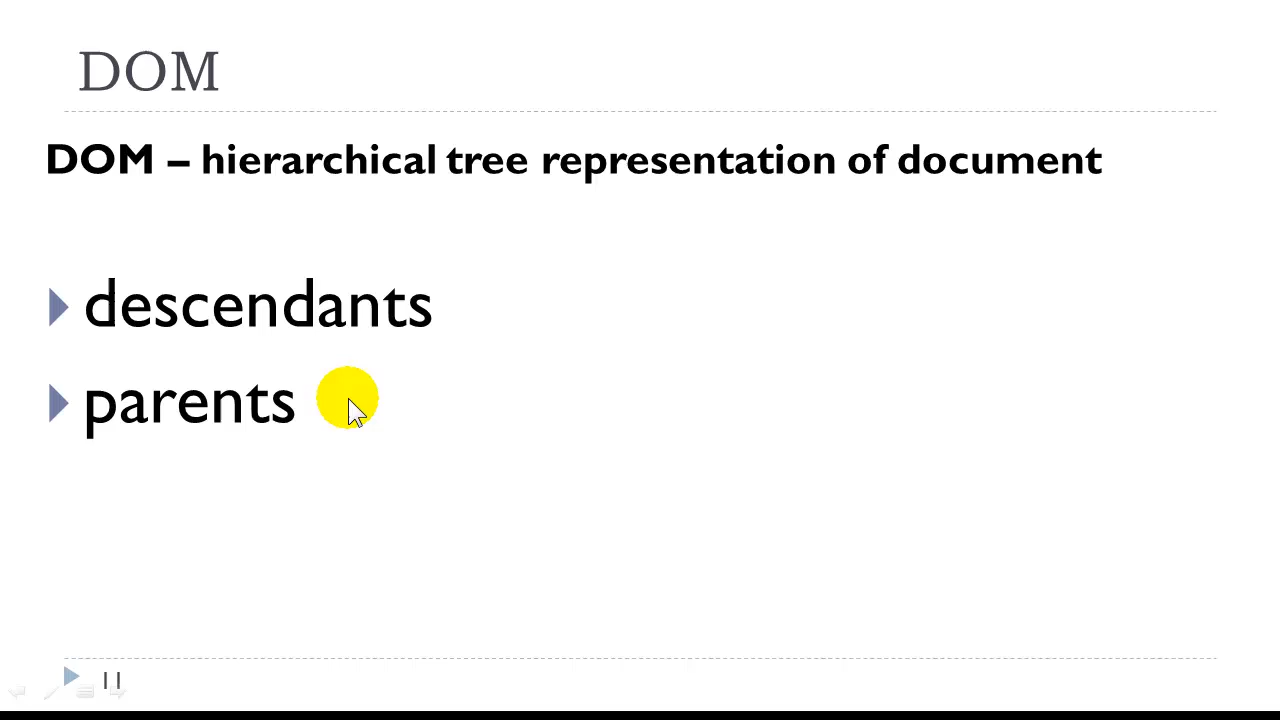 DOM
DOM – hierarchical tree representation of document
descendants
parents
11